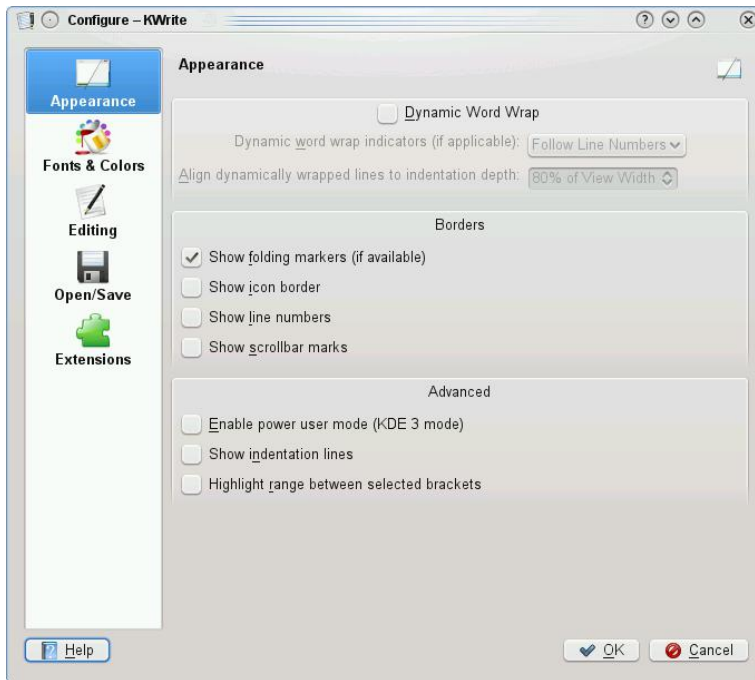 Configure – KWrite
Appearance
Fonts & Colors
Editing
Open/Save
Extensions
Appearance
Dynamic Word Wrap
Dynamic word wrap indicators (if applicable): Follow Line Numbers
Align dynamically wrapped lines to indentation depth: 80% of View Width
Borders
Show folding markers (if available)
Show icon border
Show line numbers
Show scrollbar marks
Advanced
Enable power user mode (KDE 3 mode)
Show indentation lines
Highlight range between selected brackets
Help OK Cancel